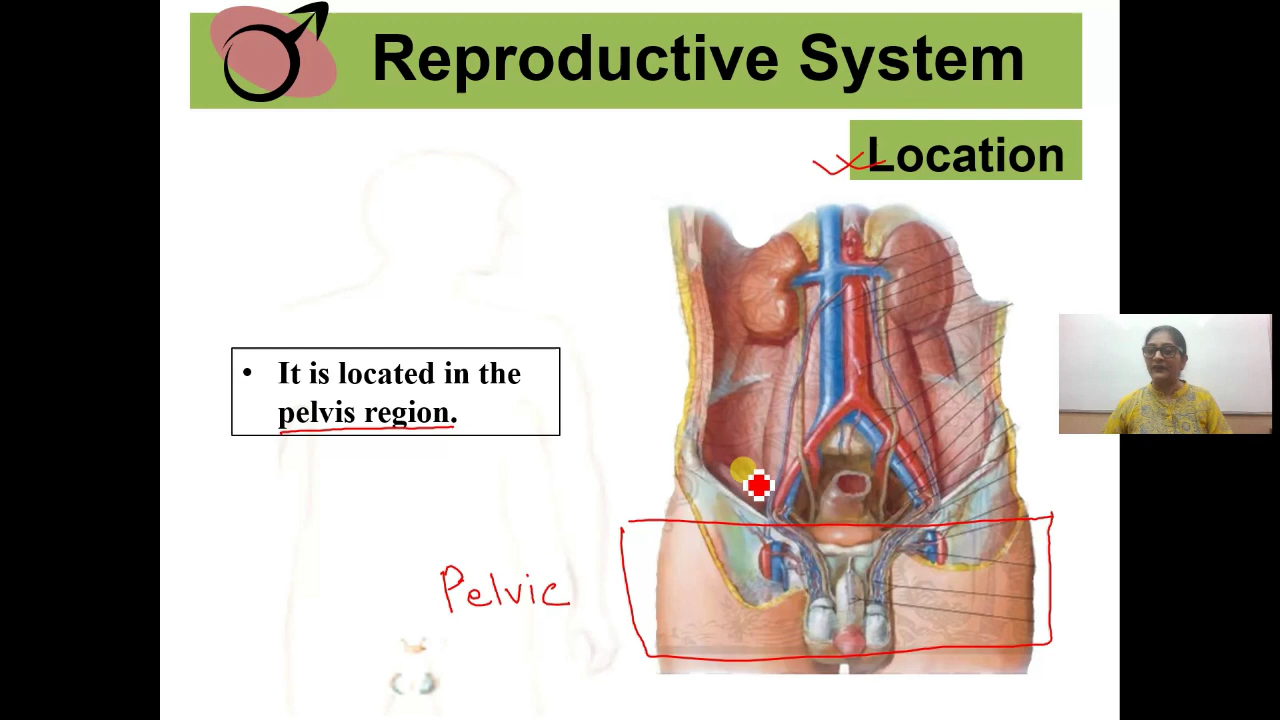 Reproductive System
Location
• It is located in the
pelvis region.
Pelvic